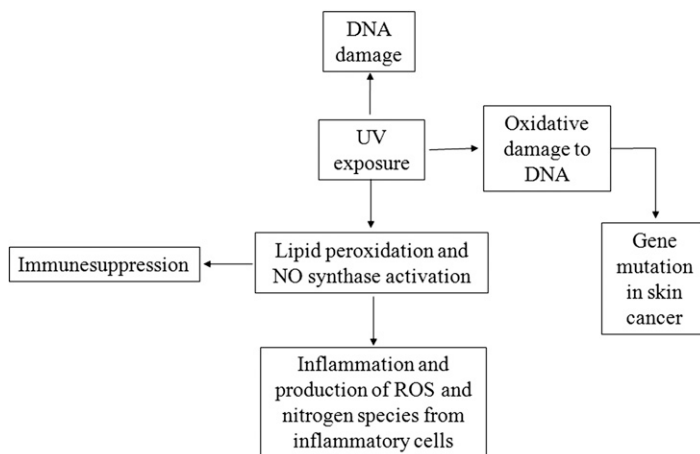 DNA
damage
UV
exposure
Oxidative
damage to
DNA
Lipid peroxidation and
NO synthase activation
Immunesuppression
Gene
mutation
in skin
cancer
Inflammation and
production of ROS and
nitrogen species from
inflammatory cells